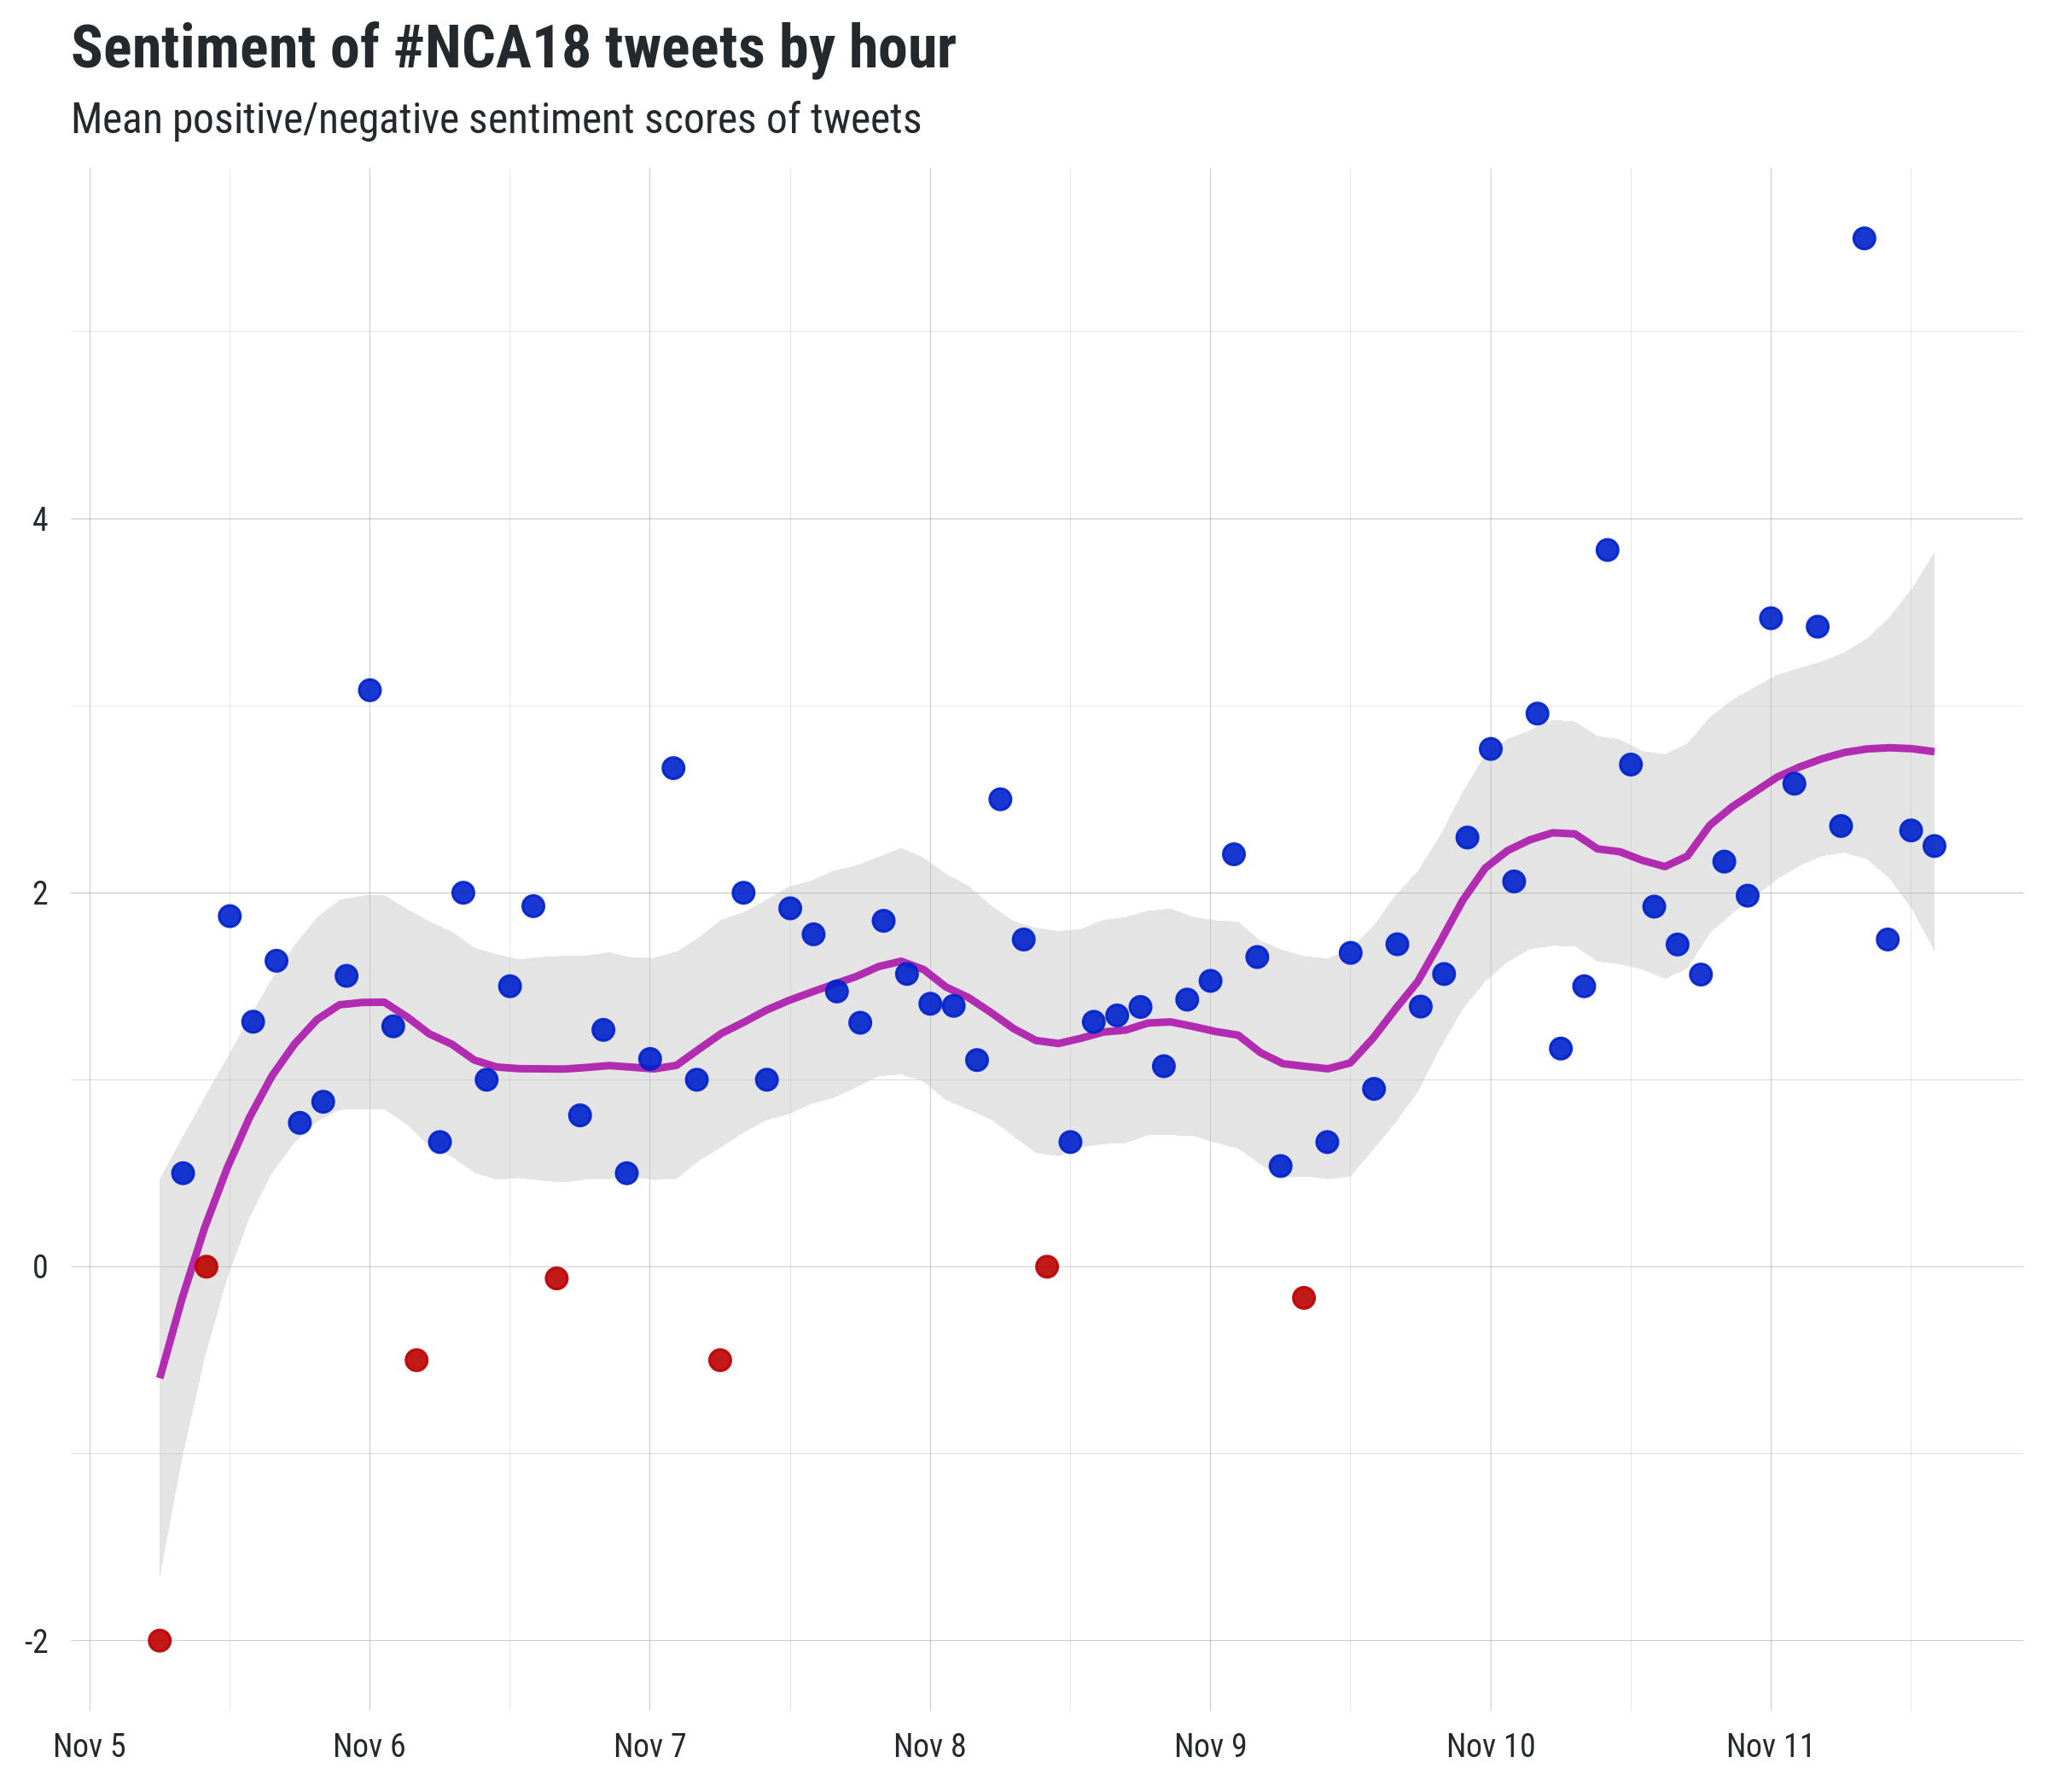 Sentiment of #NCA18 tweets by hour
Mean positive/negative sentiment scores of tweets
4
2
0
-2
Nov 5 Nov 6 Nov 7 Nov 8 Nov 9 Nov 10 Nov 11